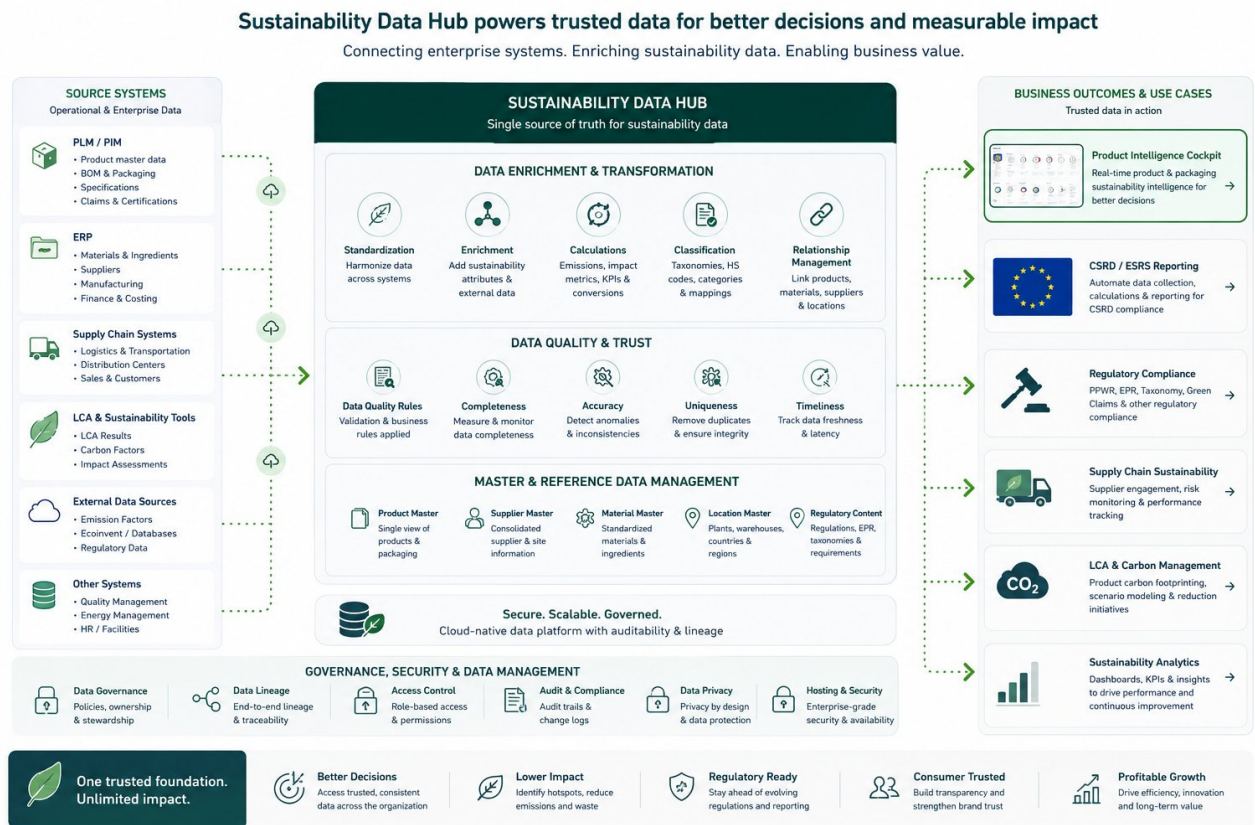 Sustainability Data Hub powers trusted data for better decisions and measurable impact
Connecting enterprise systems. Enriching sustainability data. Enabling business value.
SOURCE SYSTEMS
Operational & Enterprise Data
PLM / PIM
• Product master data
• BOM & Packaging
• Specifications
• Claims & Certifications
ERP
• Materials & Ingredients
• Suppliers
• Manufacturing
• Finance & Costing
Supply Chain Systems
• Logistics & Transportation
• Distribution Centers
• Sales & Customers
LCA & Sustainability Tools
• LCA Results
• Carbon Factors
• Impact Assessments
External Data Sources
• Emission Factors
• Ecoinvent / Databases
• Regulatory Data
Other Systems
• Quality Management
• Energy Management
• HR / Facilities
SUSTAINABILITY DATA HUB
Single source of truth for sustainability data
DATA ENRICHMENT & TRANSFORMATION
Standardization
Harmonize data
across systems
Enrichment
Add sustainability
attributes &
external data
Calculations
Emissions, impact
metrics, KPIs &
conversions
Classification
Taxonomies, HS
codes, categories
& mappings
Relationship
Management
Link products,
materials, suppliers
& locations
DATA QUALITY & TRUST
Data Quality Rules
Validation & business
rules applied
Completeness
Measure & monitor
data completeness
Accuracy
Detect anomalies
& inconsistencies
Uniqueness
Remove duplicates
& ensure integrity
Timeliness
Track data freshness
& latency
MASTER & REFERENCE DATA MANAGEMENT
Product Master
Single view of
products &
packaging
Supplier Master
Consolidated
supplier & site
information
Material Master
Standardized
materials &
ingredients
Location Master
Plants, warehouses,
countries &
regions
Regulatory Content
Regulations, EPR,
taxonomies &
requirements
Secure. Scalable. Governed.
Cloud-native data platform with auditability & lineage
BUSINESS OUTCOMES & USE CASES
Trusted data in action
Product Intelligence Cockpit
Real-time product & packaging
sustainability intelligence for
better decisions
CSRD / ESRS Reporting
Automate data collection,
calculations & reporting for
CSRD compliance
Regulatory Compliance
PPWR, EPR, Taxonomy, Green
Claims & other regulatory
compliance
Supply Chain Sustainability
Supplier engagement, risk
monitoring & performance
tracking
CO₂
LCA & Carbon Management
Product carbon footprinting,
scenario modeling & reduction
initiatives
Sustainability Analytics
Dashboards, KPIs & insights
to drive performance and
continuous improvement
GOVERNANCE, SECURITY & DATA MANAGEMENT
Data Governance
Policies, ownership
& stewardship
Data Lineage
End-to-end lineage
& traceability
Access Control
Role-based access
& permissions
Audit & Compliance
Audit trails &
change logs
Data Privacy
Privacy by design
& data protection
Hosting & Security
Enterprise-grade
security & availability
One trusted foundation.
Unlimited impact.
Better Decisions
Access trusted, consistent
data across the organization
Lower Impact
Identify hotspots, reduce
emissions and waste
Regulatory Ready
Stay ahead of evolving
regulations and reporting
Consumer Trusted
Build transparency and
strengthen brand trust
Profitable Growth
Drive efficiency, innovation
and long-term value